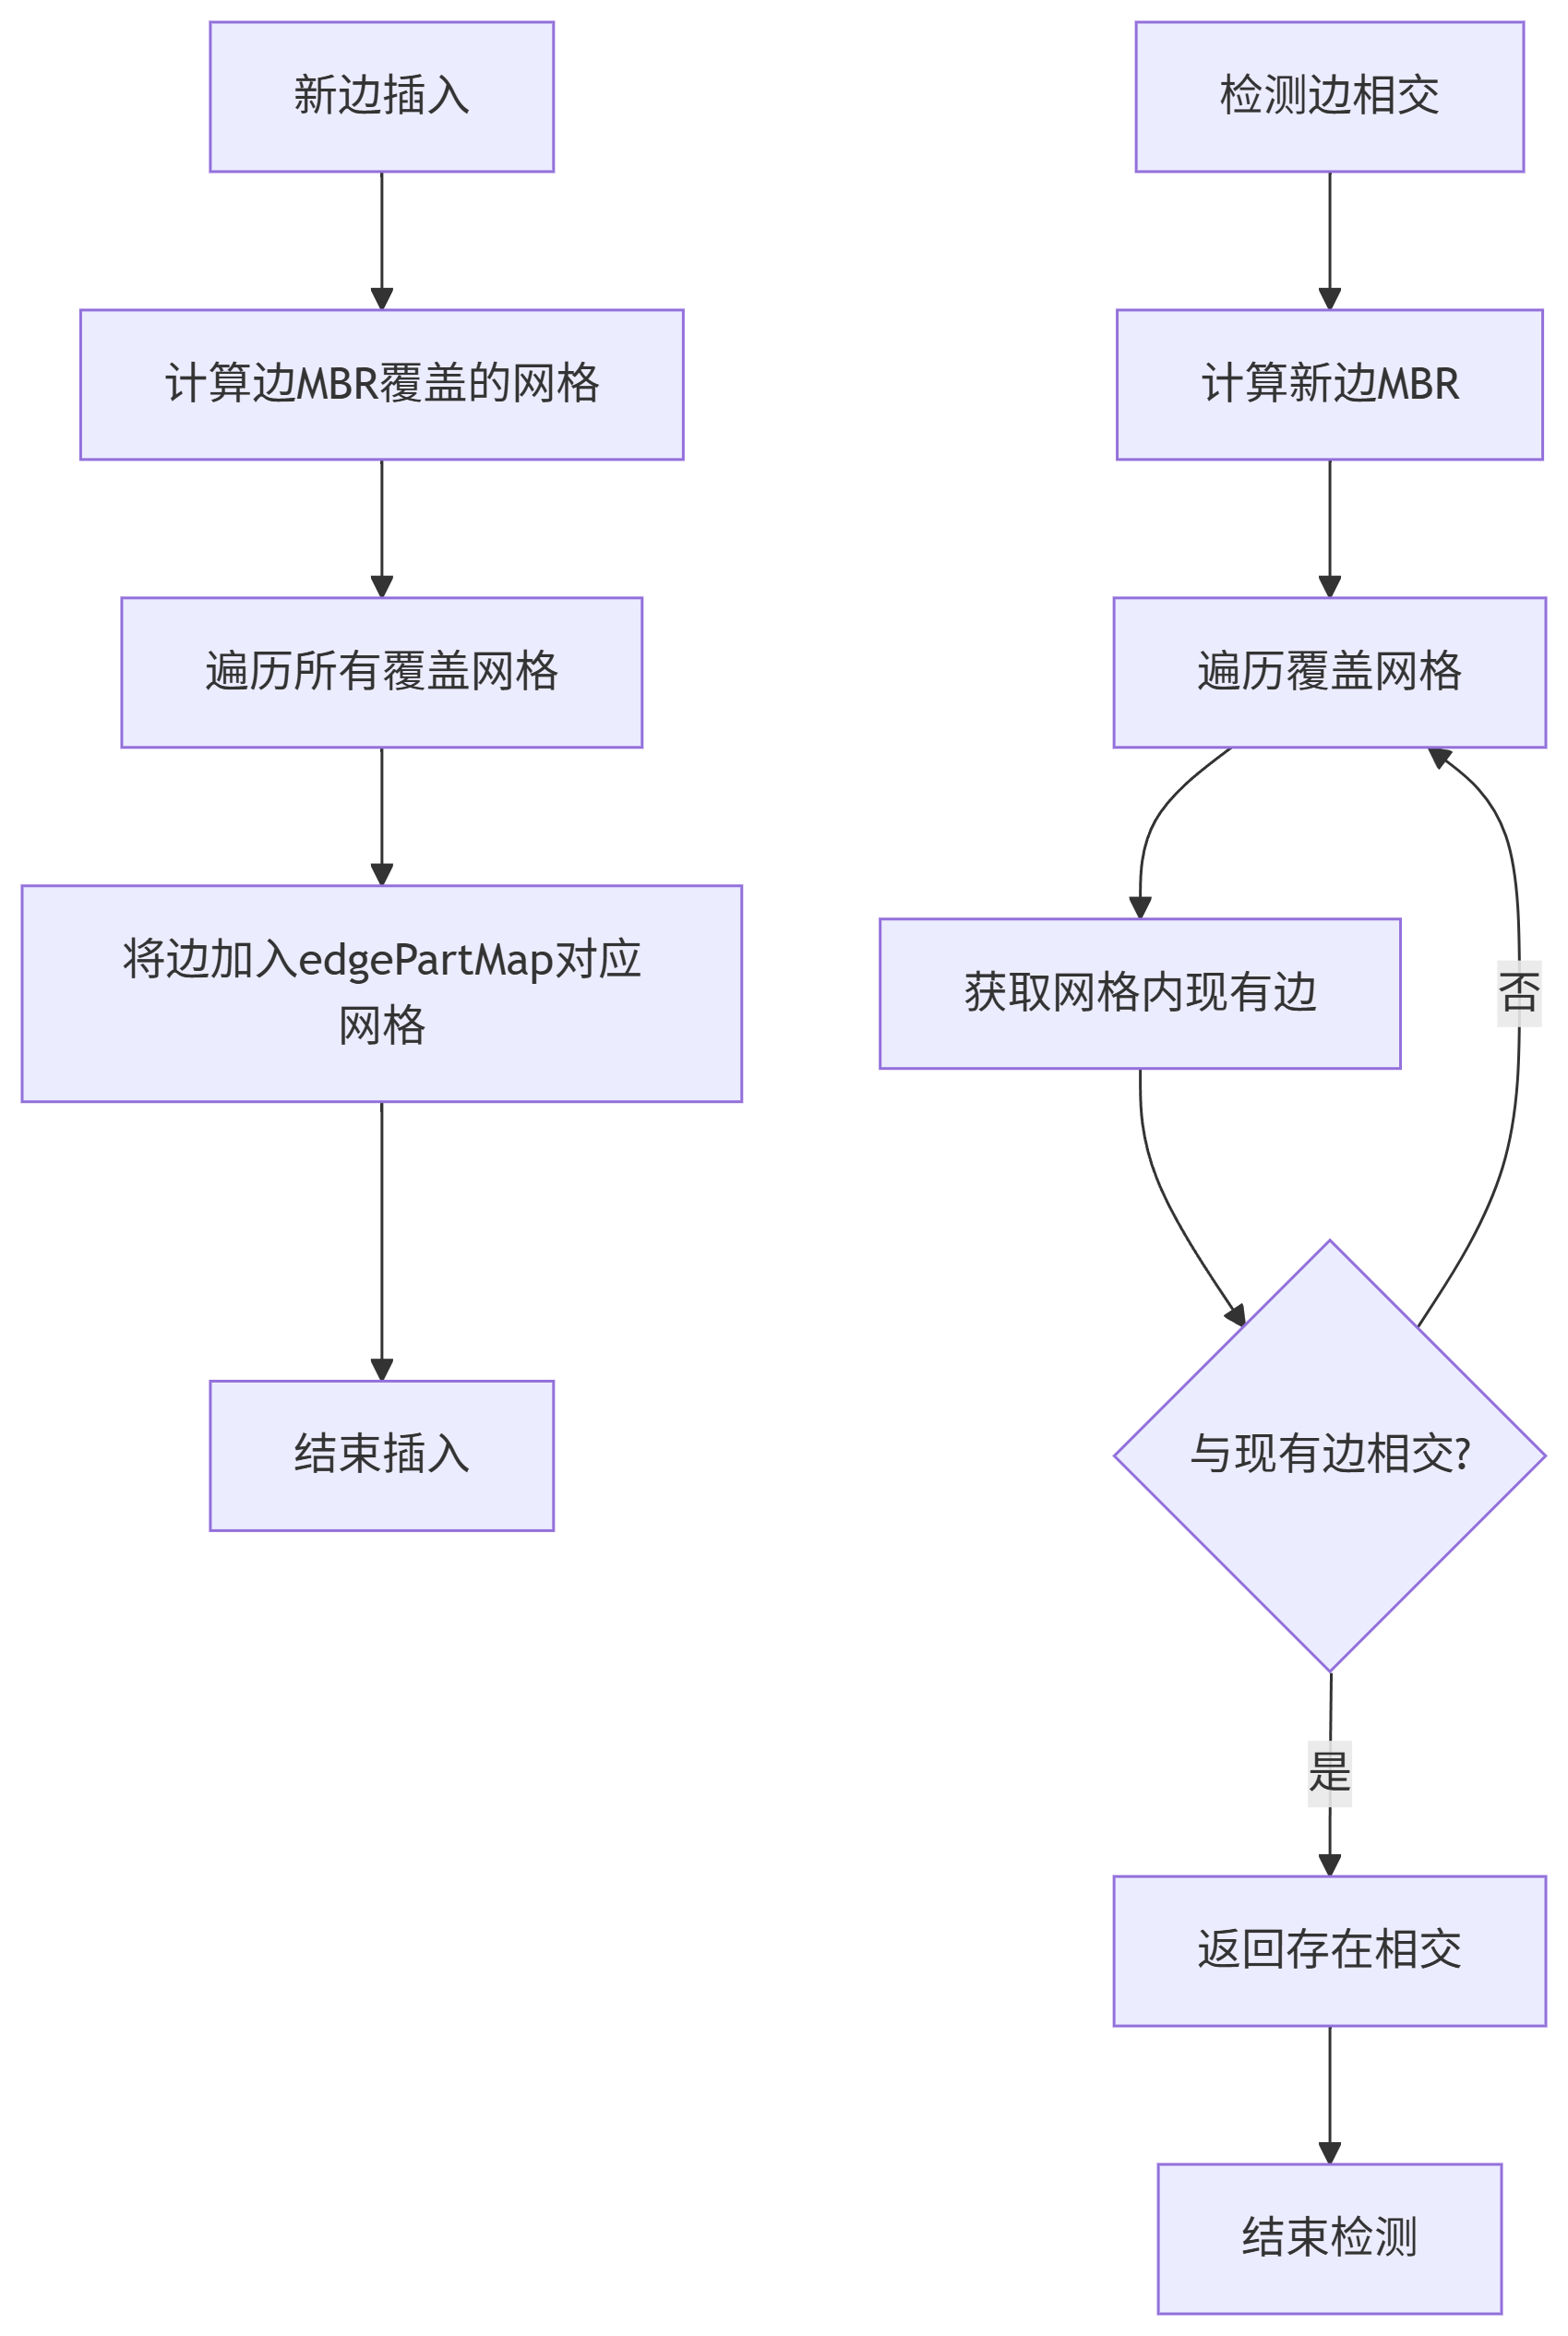 新边插入
计算边MBR覆盖的网格
遍历所有覆盖网格
将边加入edgePartMap对应
网格
结束插入
检测边相交
计算新边MBR
遍历覆盖网格
获取网格内现有边
否
与现有边相交?
是
返回存在相交
结束检测